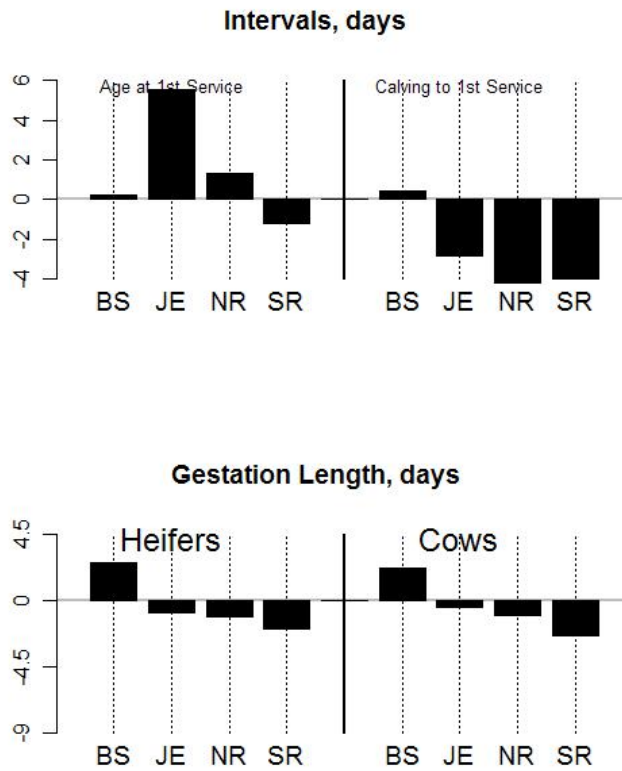 Intervals, days
Age at 1st Service Calving to 1st Service
6
4
2
0
-2
-4
BS JE NR SR BS JE NR SR
Gestation Length, days
Heifers Cows
4.5
0
-4.5
-9
BS JE NR SR BS JE NR SR